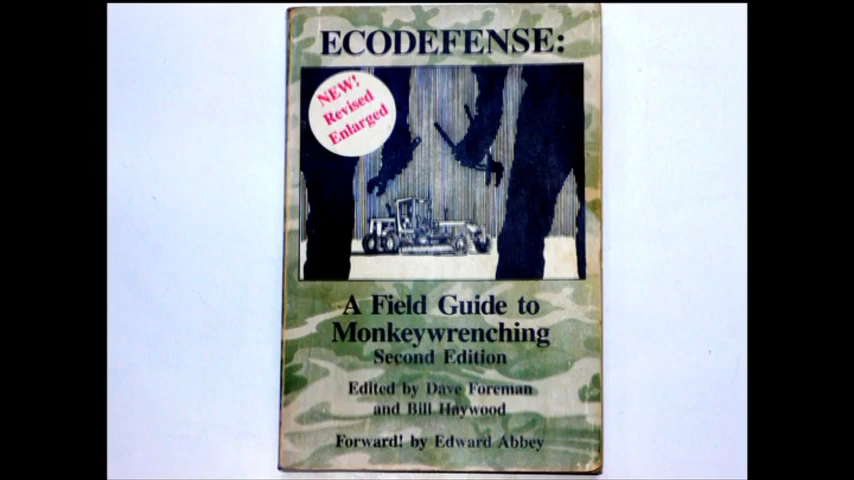 ECODEFENSE:
NEW!
Revised
Enlarged
A Field Guide to
Monkeywrenching
Second Edition
Edited by Dave Foreman
and Bill Haywood
Forward! by Edward Abbey